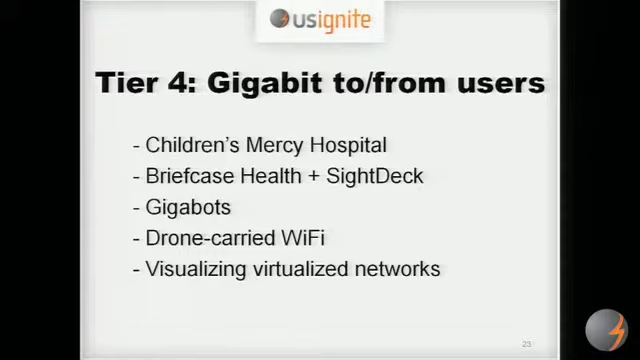 usignite
Tier 4: Gigabit to/from users
- Children's Mercy Hospital
- Briefcase Health + SightDeck
- Gigabots
- Drone-carried WiFi
- Visualizing virtualized networks
23